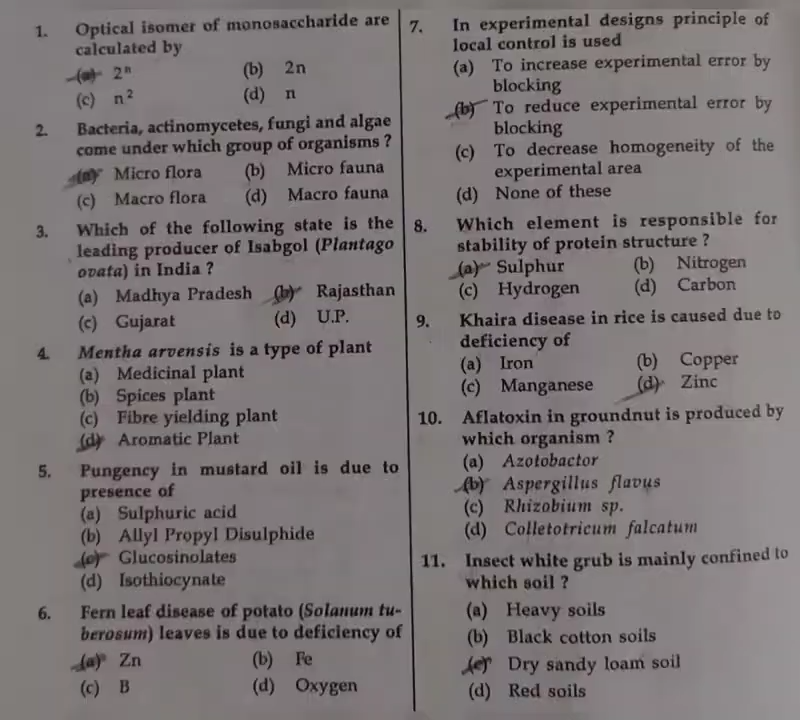 1. Optical isomer of monosaccharide are
calculated by
(a) 2ⁿ (b) 2n
(c) n² (d) n
2. Bacteria, actinomycetes, fungi and algae
come under which group of organisms ?
(a) Micro flora (b) Micro fauna
(c) Macro flora (d) Macro fauna
3. Which of the following state is the
leading producer of Isabgol (Plantago
ovata) in India ?
(a) Madhya Pradesh (b) Rajasthan
(c) Gujarat (d) U.P.
4. Mentha arvensis is a type of plant
(a) Medicinal plant
(b) Spices plant
(c) Fibre yielding plant
(d) Aromatic Plant
5. Pungency in mustard oil is due to
presence of
(a) Sulphuric acid
(b) Allyl Propyl Disulphide
(c) Glucosinolates
(d) Isothiocynate
6. Fern leaf disease of potato (Solanum tu-
berosum) leaves is due to deficiency of
(a) Zn (b) Fe
(c) B (d) Oxygen
7. In experimental designs principle of
local control is used
(a) To increase experimental error by
blocking
(b) To reduce experimental error by
blocking
(c) To decrease homogeneity of the
experimental area
(d) None of these
8. Which element is responsible for
stability of protein structure ?
(a) Sulphur (b) Nitrogen
(c) Hydrogen (d) Carbon
9. Khaira disease in rice is caused due to
deficiency of
(a) Iron (b) Copper
(c) Manganese (d) Zinc
10. Aflatoxin in groundnut is produced by
which organism ?
(a) Azotobactor
(b) Aspergillus flavus
(c) Rhizobium sp.
(d) Colletotricum falcatum
11. Insect white grub is mainly confined to
which soil ?
(a) Heavy soils
(b) Black cotton soils
(c) Dry sandy loam soil
(d) Red soils